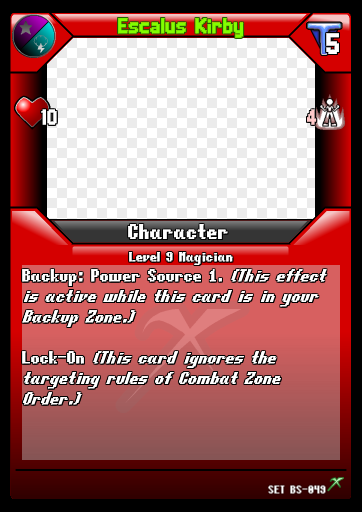 Escalus Kirby
T5
10
4
Character
Level 9 Magician
Backup: Power Source 1. (This effect
is active while this card is in your
Backup Zone.)
Lock-On (This card ignores the
targeting rules of Combat Zone
Order.)
SET BS-049